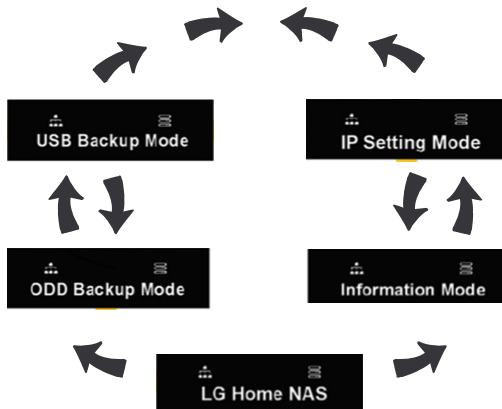 USB Backup Mode
IP Setting Mode
ODD Backup Mode
Information Mode
LG Home NAS